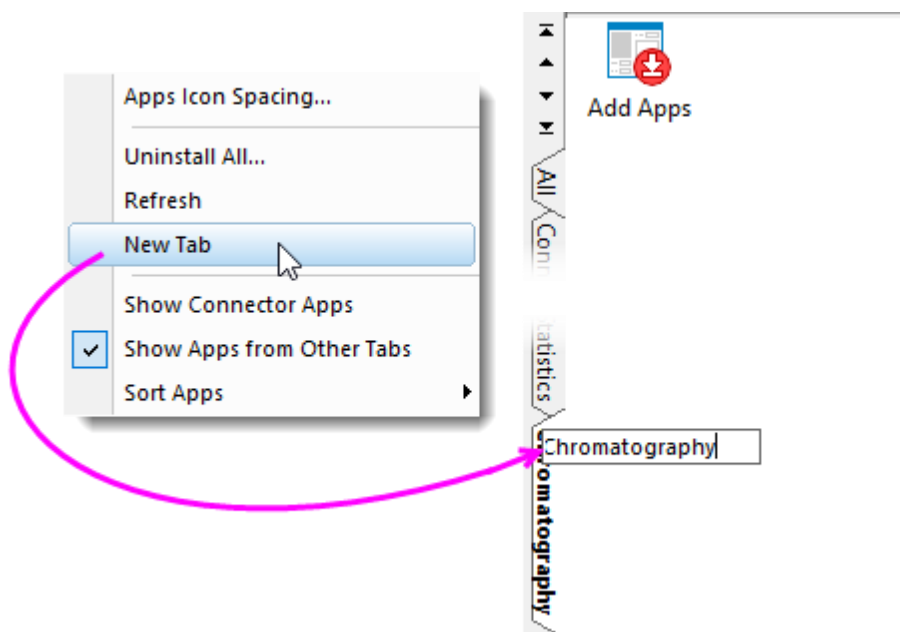 Apps Icon Spacing...
Uninstall All...
Refresh
New Tab
Show Connector Apps
Show Apps from Other Tabs
Sort Apps
Add Apps
All
Chromatography
Chromatography